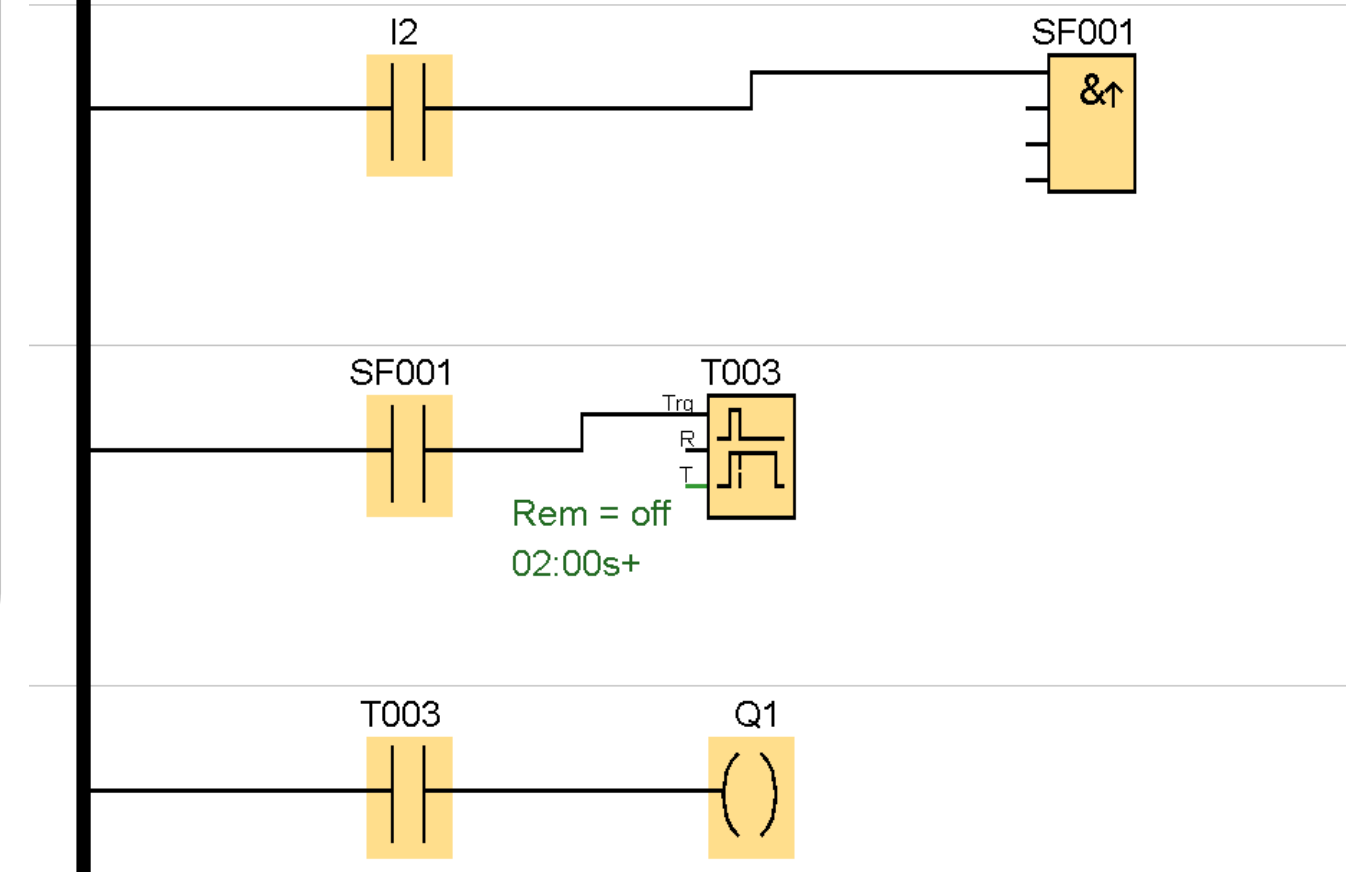 I2
SF001
&↑
SF001
T003
Trg
R
T
Rem = off
02:00s+
T003
Q1